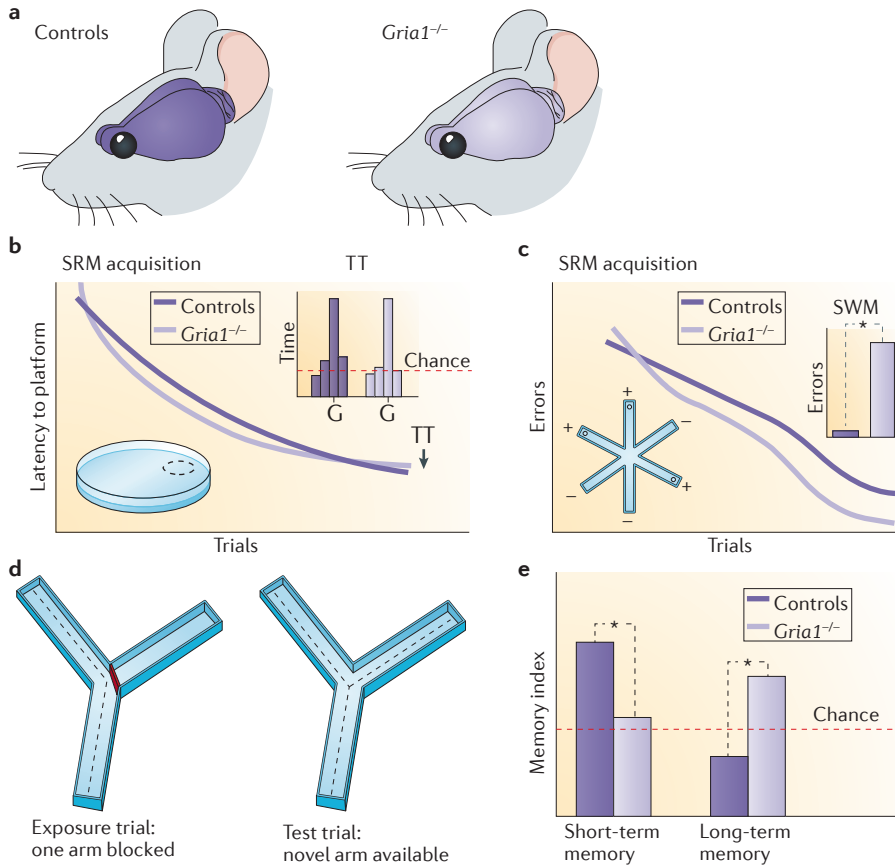 a
Controls
Gria1–/–
b
SRM acquisition
TT
Controls
Gria1–/–
Time
Chance
G
G
TT
Latency to platform
Trials
c
SRM acquisition
Controls
Gria1–/–
SWM
*
Errors
Errors
+
+
–
–
+
–
Trials
d
Exposure trial:
one arm blocked
Test trial:
novel arm available
e
Controls
Gria1–/–
*
*
Memory index
Chance
Short-term
memory
Long-term
memory